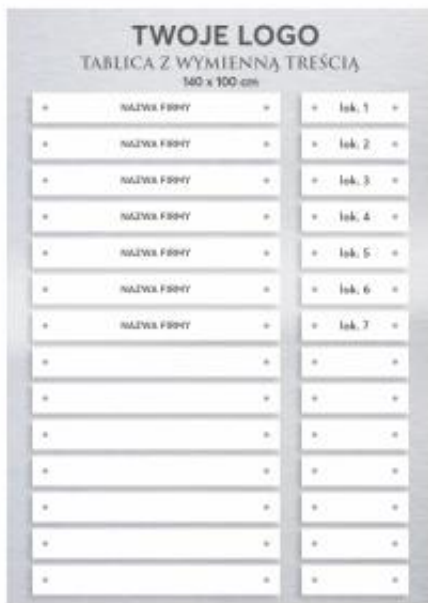 TWOJE LOGO
TABLICA Z WYMIENNĄ TREŚCIĄ
140 x 100 cm
NAZWA FIRMY lok. 1
NAZWA FIRMY lok. 2
NAZWA FIRMY lok. 3
NAZWA FIRMY lok. 4
NAZWA FIRMY lok. 5
NAZWA FIRMY lok. 6
NAZWA FIRMY lok. 7